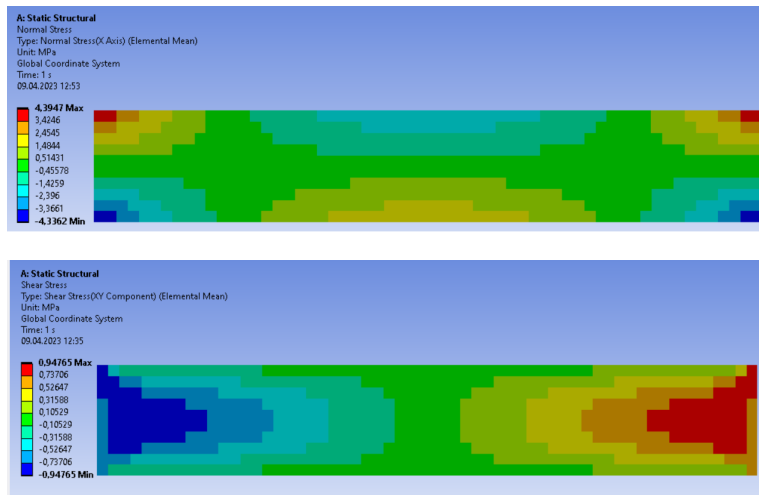 A: Static Structural
Normal Stress
Type: Normal Stress(X Axis) (Elemental Mean)
Unit: MPa
Global Coordinate System
Time: 1 s
09.04.2023 12:53
4,3947 Max
3,4246
2,4545
1,4844
0,51431
-0,45578
-1,4259
-2,396
-3,3661
-4,3362 Min
A: Static Structural
Shear Stress
Type: Shear Stress(XY Component) (Elemental Mean)
Unit: MPa
Global Coordinate System
Time: 1 s
09.04.2023 12:35
0,94765 Max
0,73706
0,52647
0,31588
0,10529
-0,10529
-0,31588
-0,52647
-0,73706
-0,94765 Min